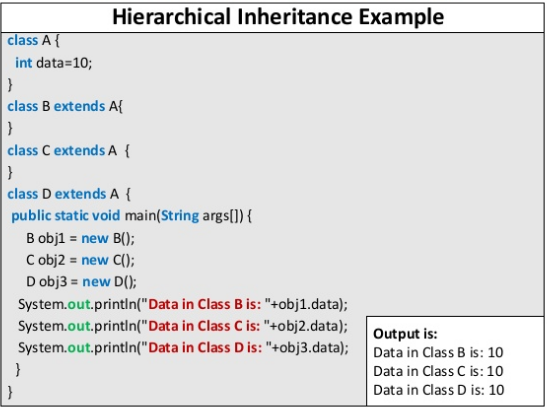 Hierarchical Inheritance Example
class A {
int data=10;
}
class B extends A{
}
class C extends A {
}
class D extends A {
public static void main(String args[]) {
B obj1 = new B();
C obj2 = new C();
D obj3 = new D();
System.out.println("Data in Class B is: "+obj1.data);
System.out.println("Data in Class C is: "+obj2.data);
System.out.println("Data in Class D is: "+obj3.data);
}
}
Output is:
Data in Class B is: 10
Data in Class C is: 10
Data in Class D is: 10